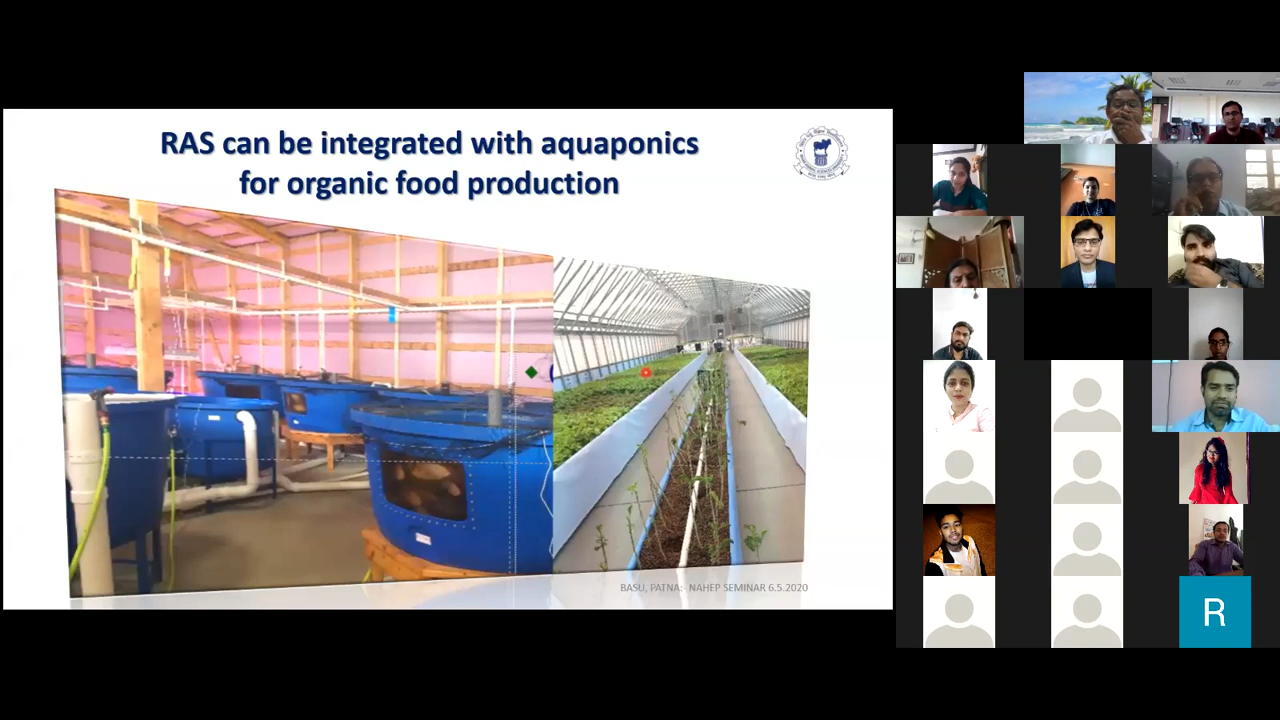 RAS can be integrated with aquaponics
for organic food production
BASU, PATNA:- NAHEP SEMINAR 6.5.2020
R